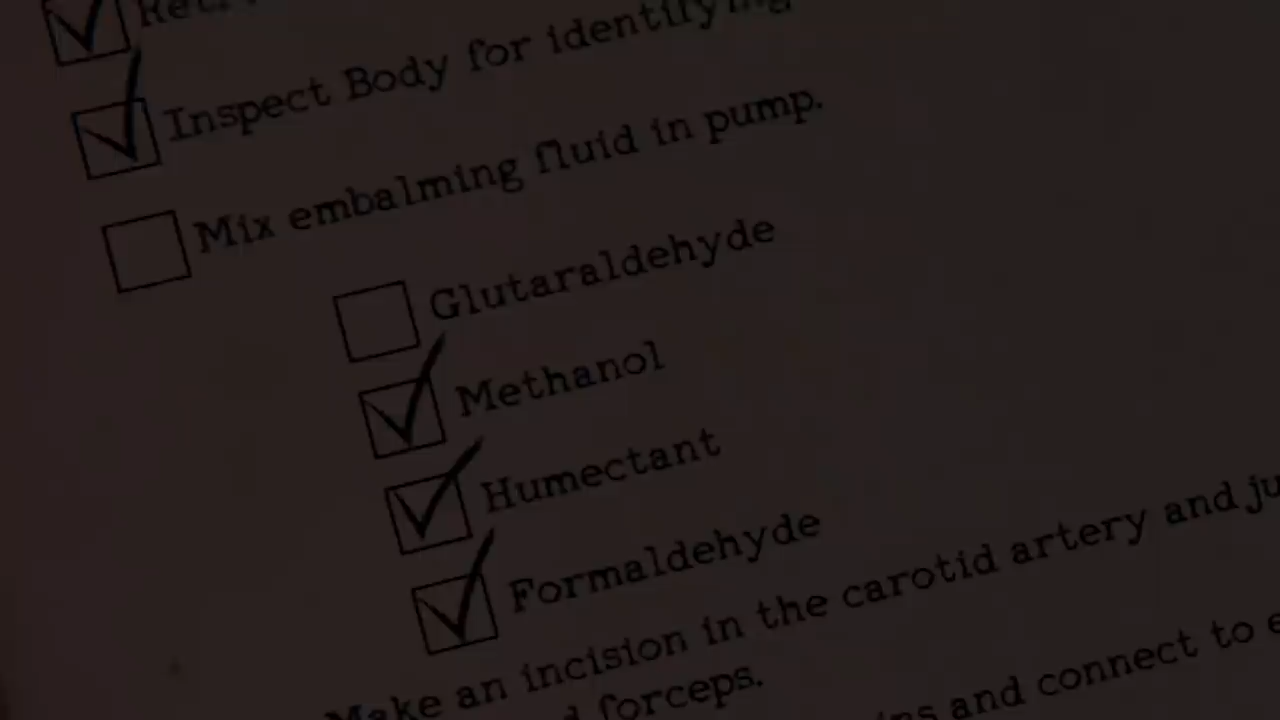 Inspect Body for identifying
Mix embalming fluid in pump.
Glutaraldehyde
Methanol
Humectant
Formaldehyde
Make an incision in the carotid artery and
forceps.
and connect to